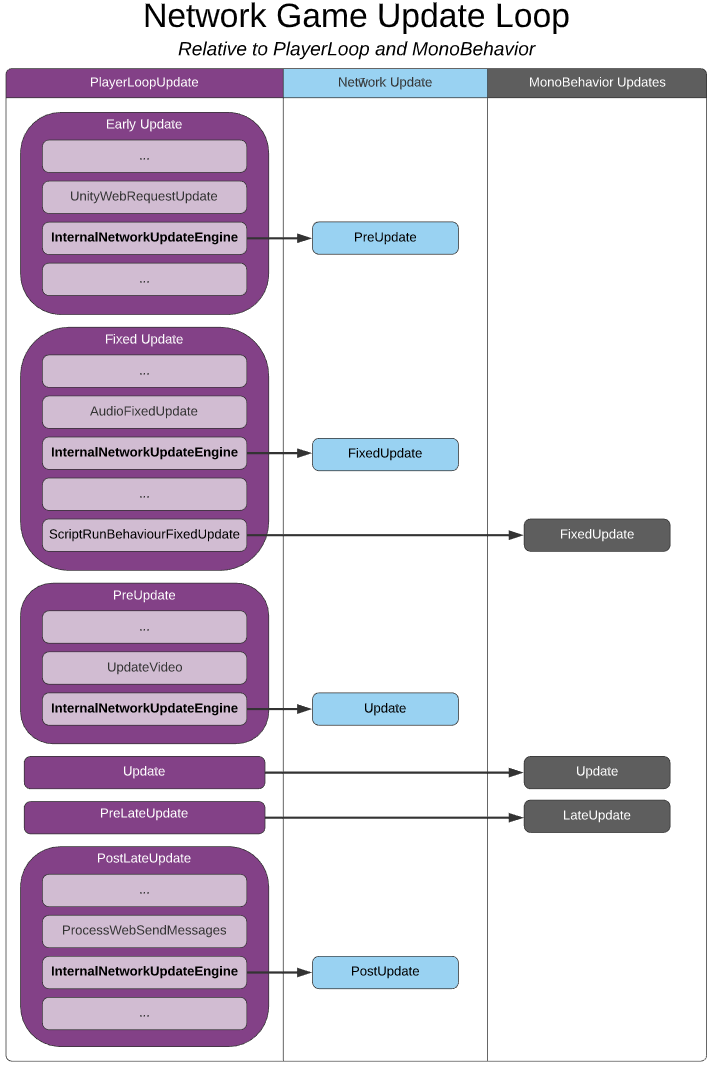 Network Game Update Loop
Relative to PlayerLoop and MonoBehavior
PlayerLoopUpdate
Network Update
MonoBehavior Updates
Early Update
...
UnityWebRequestUpdate
InternalNetworkUpdateEngine
PreUpdate
...
Fixed Update
...
AudioFixedUpdate
InternalNetworkUpdateEngine
FixedUpdate
...
ScriptRunBehaviourFixedUpdate
FixedUpdate
PreUpdate
...
UpdateVideo
InternalNetworkUpdateEngine
Update
Update
Update
PreLateUpdate
LateUpdate
PostLateUpdate
...
ProcessWebSendMessages
InternalNetworkUpdateEngine
PostUpdate
...